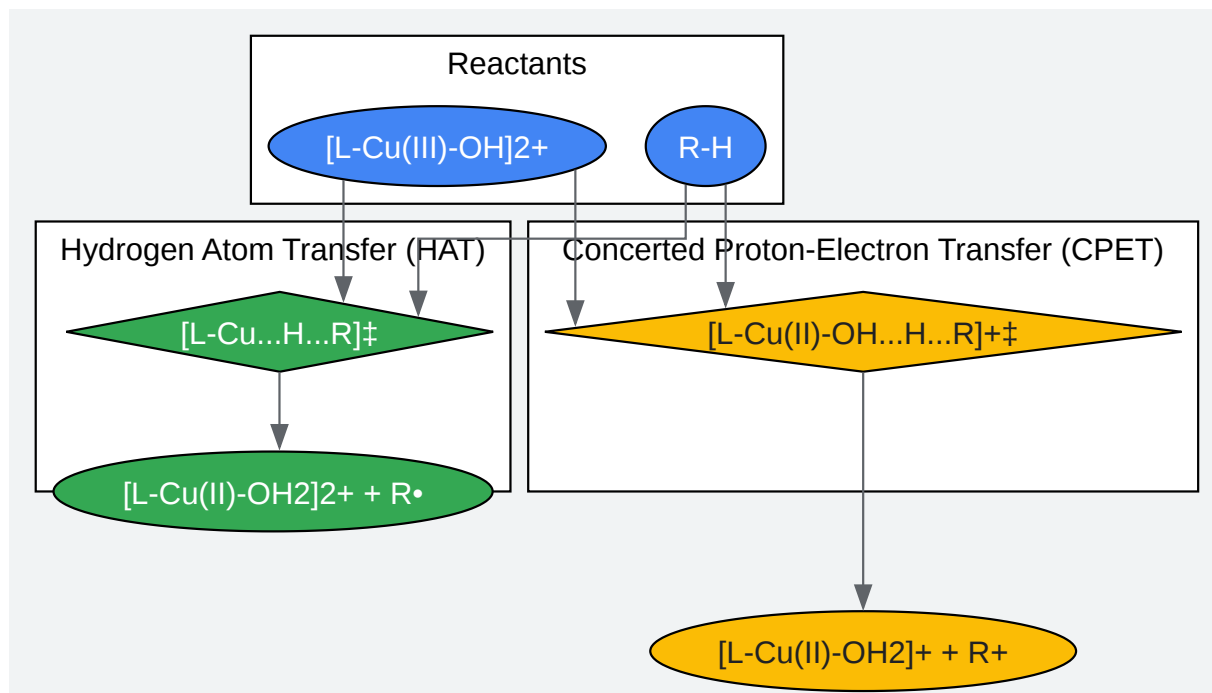 Reactants
[L-Cu(III)-OH]2+
R-H
Hydrogen Atom Transfer (HAT)
Concerted Proton-Electron Transfer (CPET)
[L-Cu...H...R]‡
[L-Cu(II)-OH...H...R]+‡
[L-Cu(II)-OH2]2+ + R•
[L-Cu(II)-OH2]+ + R+